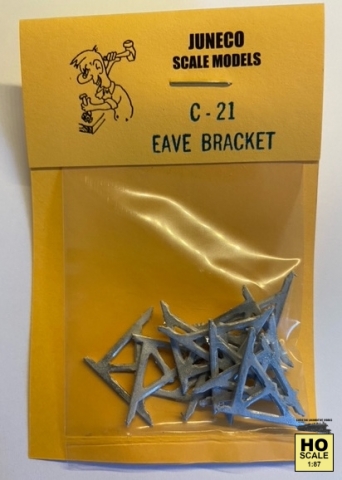 JUNECO
SCALE MODELS
C - 21
EAVE BRACKET
HO
SCALE
1:87